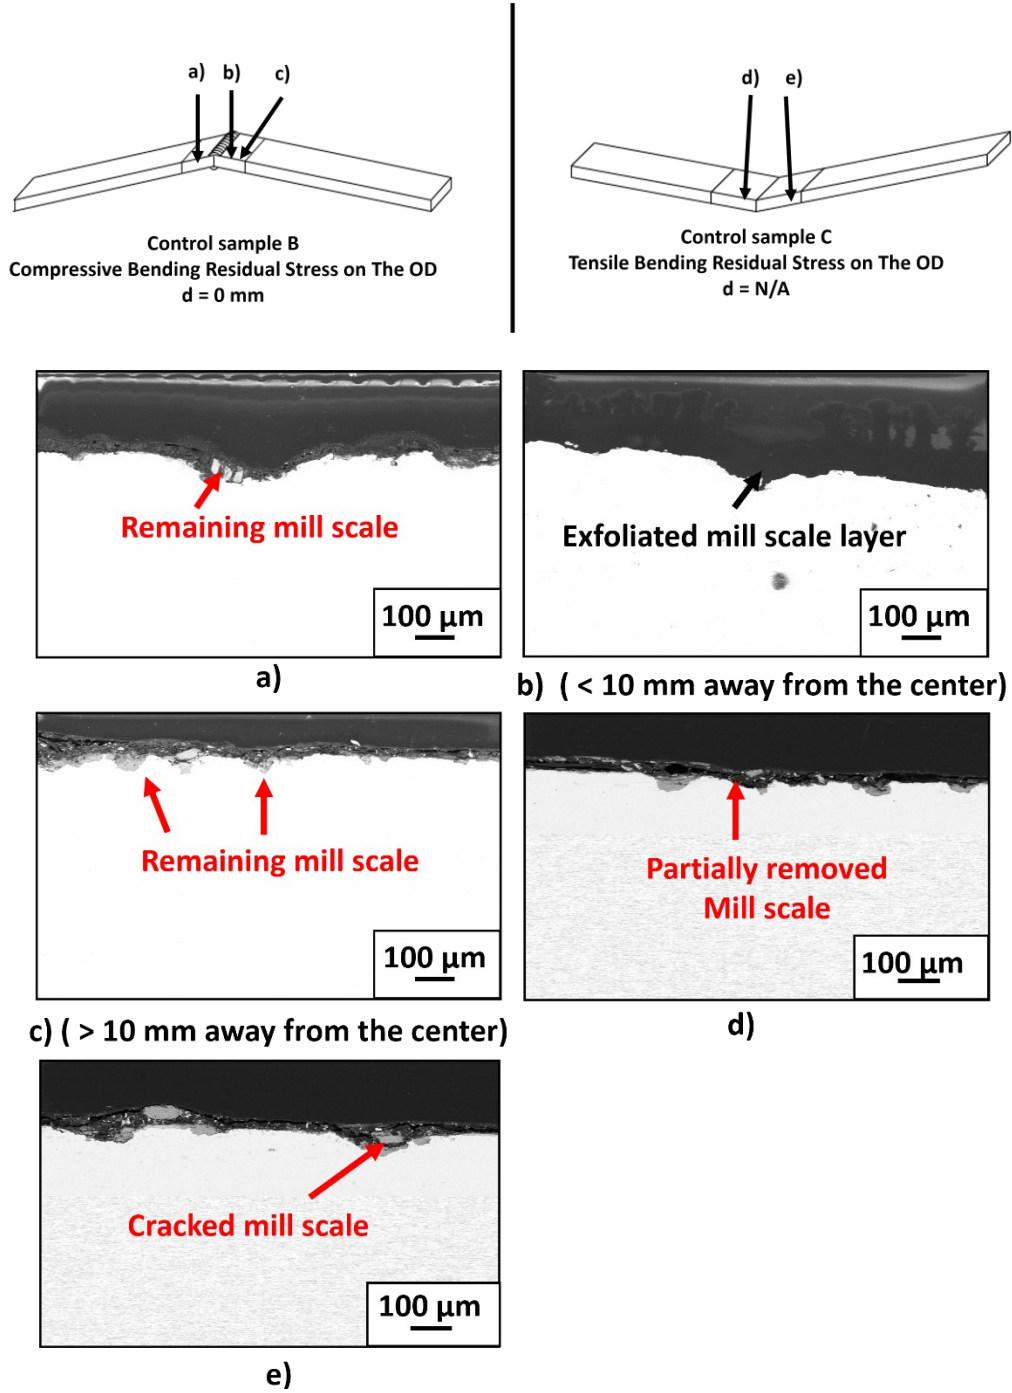 a) b) c)
d) e)
Control sample B
Compressive Bending Residual Stress on The OD
d = 0 mm
Control sample C
Tensile Bending Residual Stress on The OD
d = N/A
Remaining mill scale
100 µm
a)
Exfoliated mill scale layer
100 µm
b) ( < 10 mm away from the center)
Remaining mill scale
100 µm
c) ( > 10 mm away from the center)
Partially removed
Mill scale
100 µm
d)
Cracked mill scale
100 µm
e)